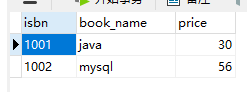 isbn book_name price
1001 java 30
1002 mysql 56